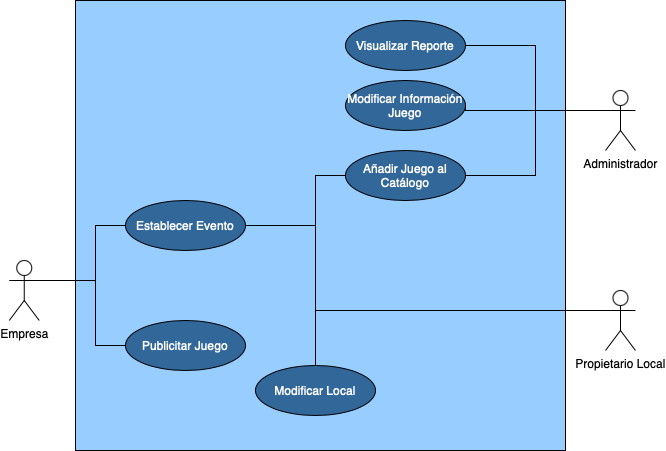 Visualizar Reporte
Modificar Información
Juego
Administrador
Añadir Juego al
Catálogo
Establecer Evento
Empresa
Publicitar Juego
Propietario Local
Modificar Local